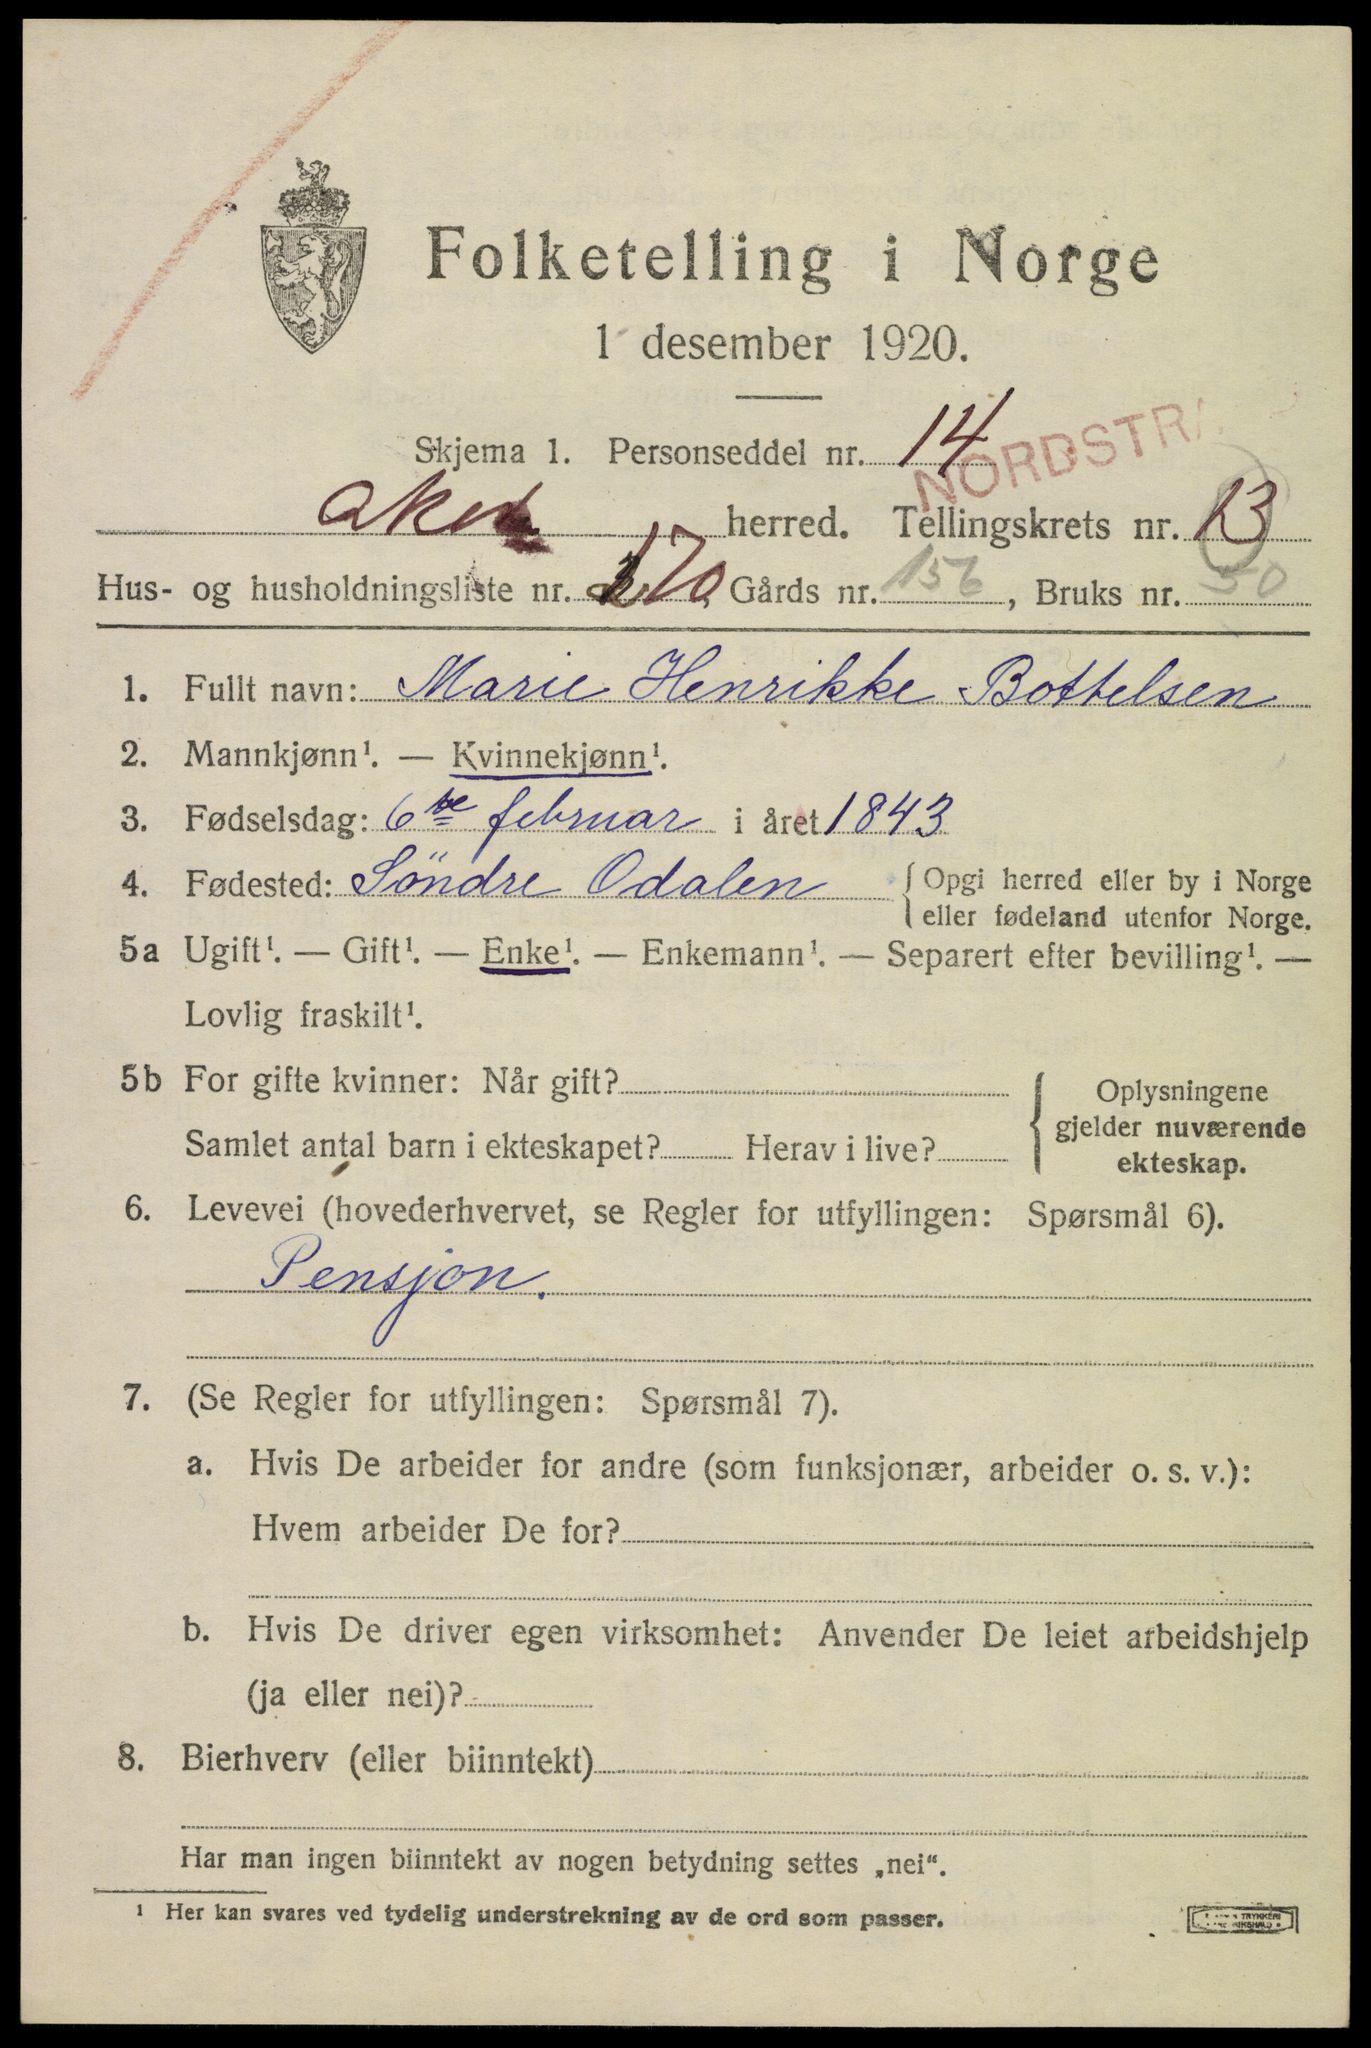 Folketelling i Norge
1 desember 1920.
Skjema 1. Personseddel nr. 14
NORDSTRA
Aker herred. Tellingskrets nr. 13
Hus- og husholdningsliste nr. 170, Gårds nr. 156, Bruks nr. 50
1. Fullt navn: Marie Henrikke Bottelsen
2. Mannkjønn¹. — Kvinnekjønn¹.
3. Fødselsdag: 6te februar i året 1843
4. Fødested: Söndre Odalen { Opgi herred eller by i Norge
eller fødeland utenfor Norge.
5a Ugift¹. — Gift¹. — Enke¹. — Enkemann¹. — Separert efter bevilling¹. —
Lovlig fraskilt¹.
5b For gifte kvinner: Når gift?
Samlet antal barn i ekteskapet? Herav i live?
Oplysningene
gjelder nuværende
ekteskap.
6. Levevei (hovederhvervet, se Regler for utfyllingen: Spørsmål 6).
Pensjon.
7. (Se Regler for utfyllingen: Spørsmål 7).
a. Hvis De arbeider for andre (som funksjonær, arbeider o. s. v.):
Hvem arbeider De for?
b. Hvis De driver egen virksomhet: Anvender De leiet arbeidshjelp
(ja eller nei)?
8. Bierhverv (eller biinntekt)
Har man ingen biinntekt av nogen betydning settes „nei".
¹ Her kan svares ved tydelig understrekning av de ord som passer.